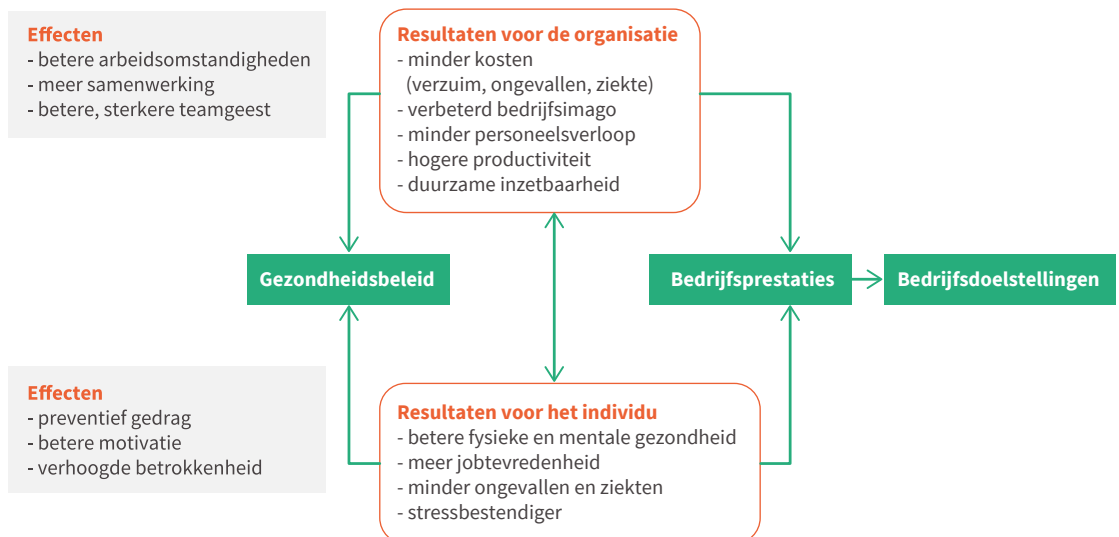 Effecten
- betere arbeidsomstandigheden
- meer samenwerking
- betere, sterkere teamgeest
Resultaten voor de organisatie
- minder kosten
(verzuim, ongevallen, ziekte)
- verbeterd bedrijfsimago
- minder personeelsverloop
- hogere productiviteit
- duurzame inzetbaarheid
Gezondheidsbeleid
Bedrijfsprestaties
Bedrijfsdoelstellingen
Effecten
- preventief gedrag
- betere motivatie
- verhoogde betrokkenheid
Resultaten voor het individu
- betere fysieke en mentale gezondheid
- meer jobtevredenheid
- minder ongevallen en ziekten
- stressbestendiger